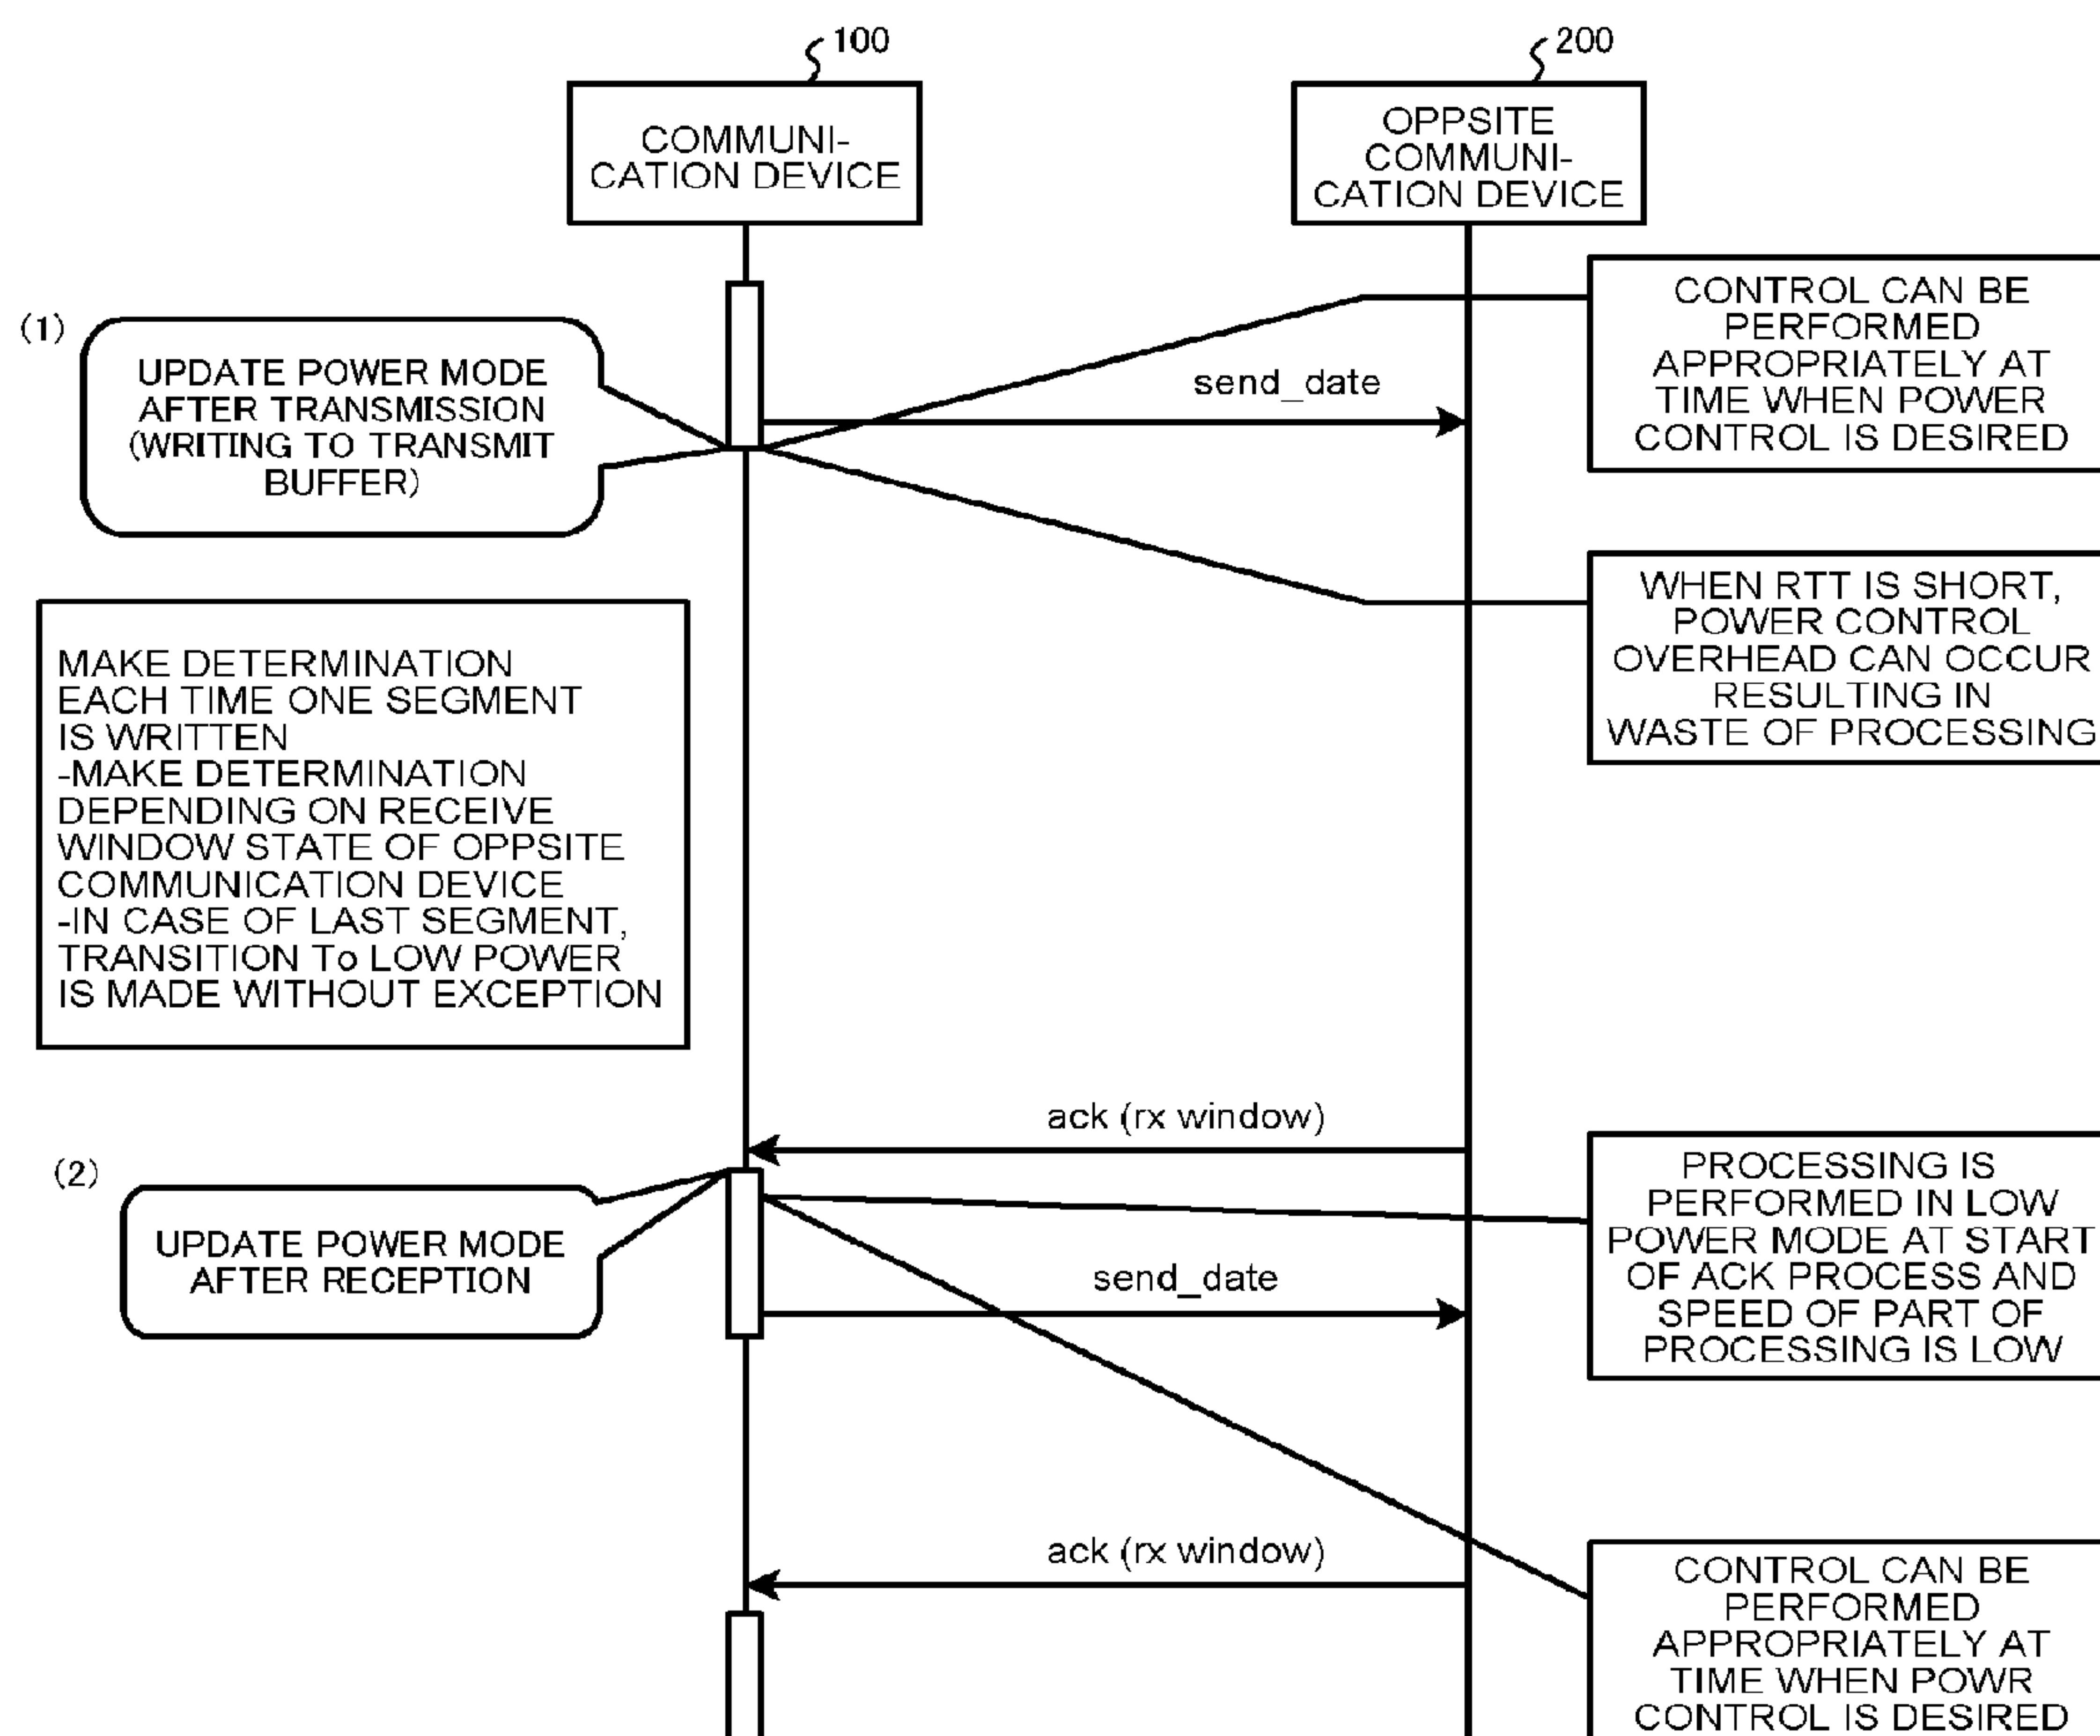 100
200
COMMUNI-
CATION DEVICE
OPPSITE
COMMUNI-
CATION DEVICE
CONTROL CAN BE
PERFORMED
APPROPRIATELY AT
TIME WHEN POWER
CONTROL IS DESIRED
(1)
UPDATE POWER MODE
AFTER TRANSMISSION
(WRITING TO TRANSMIT
BUFFER)
send_date
WHEN RTT IS SHORT,
POWER CONTROL
OVERHEAD CAN OCCUR
RESULTING IN
WASTE OF PROCESSING
MAKE DETERMINATION
EACH TIME ONE SEGMENT
IS WRITTEN
-MAKE DETERMINATION
DEPENDING ON RECEIVE
WINDOW STATE OF OPPSITE
COMMUNICATION DEVICE
-IN CASE OF LAST SEGMENT,
TRANSITION To LOW POWER
IS MADE WITHOUT EXCEPTION
ack (rx window)
(2)
UPDATE POWER MODE
AFTER RECEPTION
PROCESSING IS
PERFORMED IN LOW
POWER MODE AT START
OF ACK PROCESS AND
SPEED OF PART OF
PROCESSING IS LOW
send_date
ack (rx window)
CONTROL CAN BE
PERFORMED
APPROPRIATELY AT
TIME WHEN POWR
CONTROL IS DESIRED